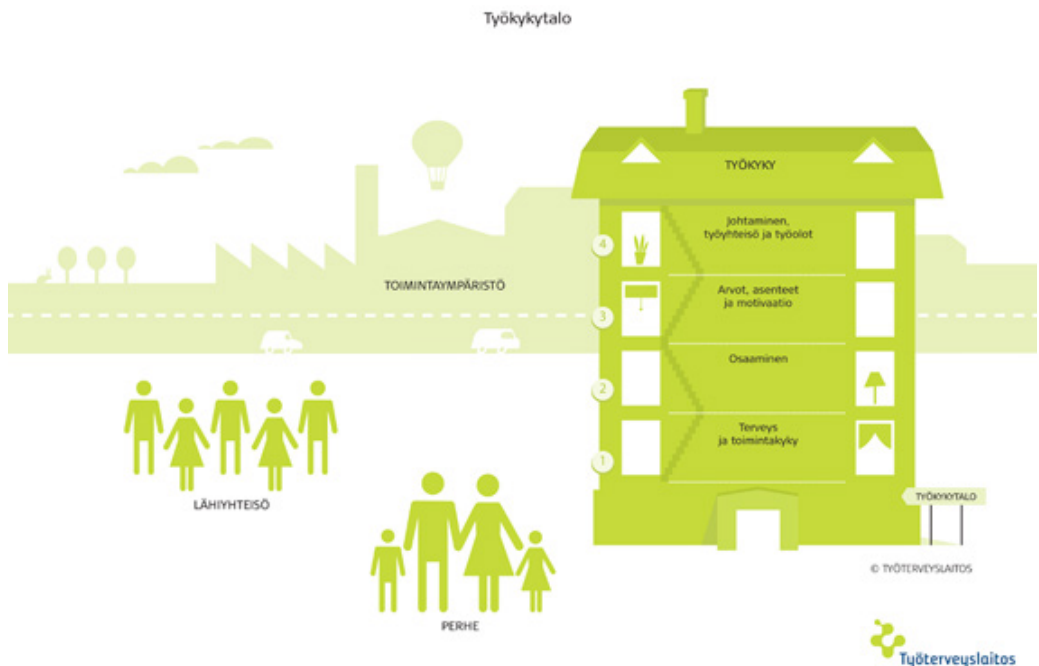 Työkykytalo
TYÖKYKY
4
Johtaminen,
työyhteisö ja työolot
TOIMINTAYMPÄRISTÖ
3
Arvot, asenteet
ja motivaatio
2
Osaaminen
1
Terveys
ja toimintakyky
LÄHIYHTEISÖ
PERHE
TYÖKYKYTALO
© TYÖTERVEYSLAITOS
Työterveyslaitos